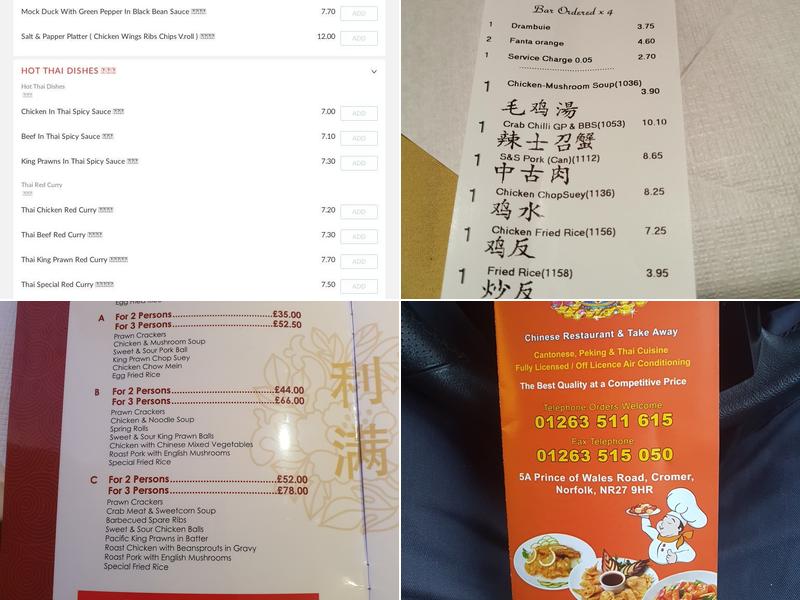 Mock Duck With Green Pepper In Black Bean Sauce 7.70 ADD
Salt & Papper Platter ( Chicken Wings Ribs Chips V.roll ) 12.00 ADD
HOT THAI DISHES
Hot Thai Dishes
Chicken In Thai Spicy Sauce 7.00 ADD
Beef In Thai Spicy Sauce 7.10 ADD
King Prawns In Thai Spicy Sauce 7.30 ADD
Thai Red Curry
Thai Chicken Red Curry 7.20 ADD
Thai Beef Red Curry 7.30 ADD
Thai King Prawn Red Curry 7.70 ADD
Thai Special Red Curry 7.50 ADD
Bar Ordered x 4
1 Drambuie 3.75
2 Fanta orange 4.60
1 Service Charge 0.05 2.70
1 Chicken-Mushroom Soup(1036) 3.90
毛鸡湯
1 Crab Chilli GP & BBS(1053) 10.10
辣士召蟹
1 S&S Pork (Can)(1112) 8.65
中古肉
1 Chicken ChopSuey(1136) 8.25
鸡水
1 Chicken Fried Rice(1156) 7.25
鸡反
1 Fried Rice(1158) 3.95
炒反
Egg Fried Rice
A For 2 Persons.......................£35.00
For 3 Persons.......................£52.50
Prawn Crackers
Chicken & Mushroom Soup
Sweet & Sour Pork Ball
King Prawn Chop Suey
Chicken Chow Mein
Egg Fried Rice
B For 2 Persons.......................£44.00
For 3 Persons.......................£66.00
Prawn Crackers
Chicken & Noodle Soup
Spring Rolls
Sweet & Sour King Prawn Balls
Chicken with Chinese Mixed Vegetables
Roast Pork with English Mushrooms
Special Fried Rice
C For 2 Persons.......................£52.00
For 3 Persons.......................£78.00
Prawn Crackers
Crab Meat & Sweetcorn Soup
Barbecued Spare Ribs
Sweet & Sour Chicken Balls
Pacific King Prawns in Batter
Roast Chicken with Beansprouts in Gravy
Roast Pork with English Mushrooms
Special Fried Rice
利
满
Chinese Restaurant & Take Away
Cantonese, Peking & Thai Cuisine
Fully Licensed / Off Licence Air Conditioning
The Best Quality at a Competitive Price
Telephone Orders Welcome
01263 511 615
Fax Telephone
01263 515 050
5A Prince of Wales Road, Cromer,
Norfolk, NR27 9HR